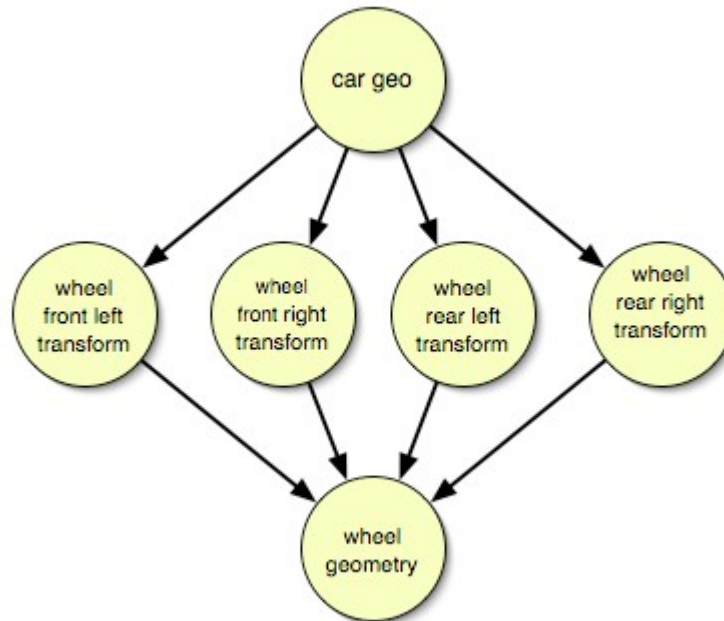 car geo
wheel
front left
transform
wheel
front right
transform
wheel
rear left
transform
wheel
rear right
transform
wheel
geometry